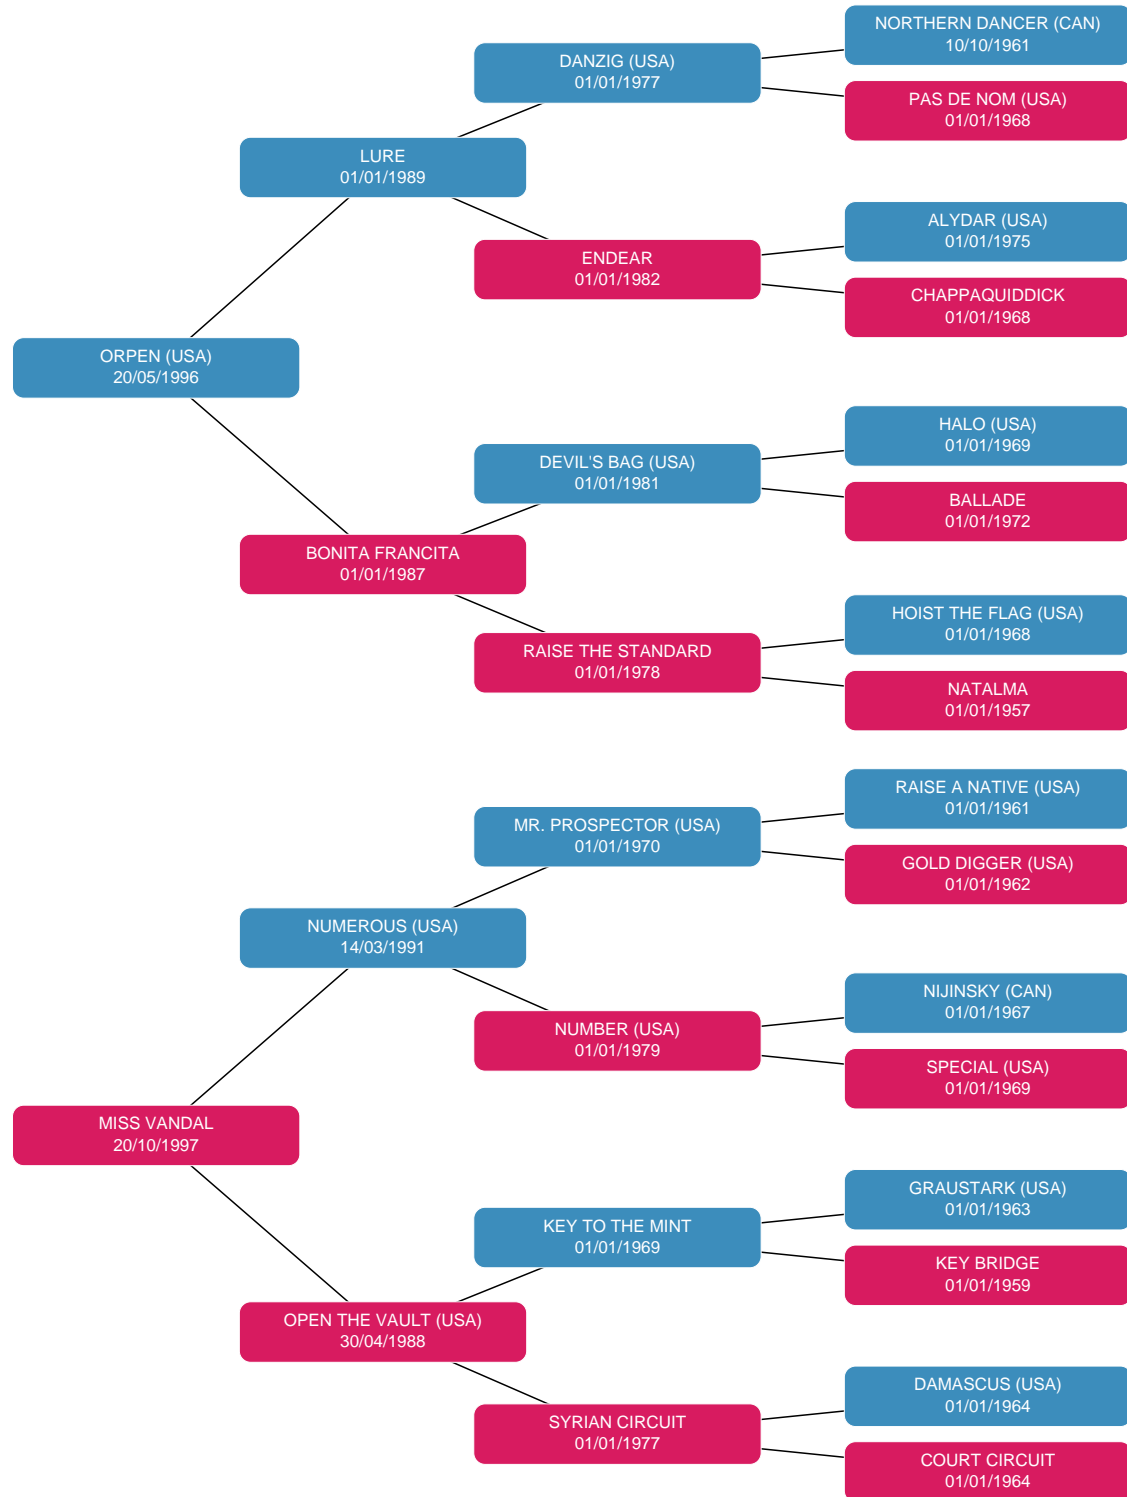 NORTHERN DANCER (CAN)
10/10/1961
DANZIG (USA)
01/01/1977
PAS DE NOM (USA)
01/01/1968
LURE
01/01/1989
ALYDAR (USA)
01/01/1975
ENDEAR
01/01/1982
CHAPPAQUIDDICK
01/01/1968
ORPEN (USA)
20/05/1996
HALO (USA)
01/01/1969
DEVIL'S BAG (USA)
01/01/1981
BALLADE
01/01/1972
BONITA FRANCITA
01/01/1987
HOIST THE FLAG (USA)
01/01/1968
RAISE THE STANDARD
01/01/1978
NATALMA
01/01/1957
RAISE A NATIVE (USA)
01/01/1961
MR. PROSPECTOR (USA)
01/01/1970
GOLD DIGGER (USA)
01/01/1962
NUMEROUS (USA)
14/03/1991
NIJINSKY (CAN)
01/01/1967
NUMBER (USA)
01/01/1979
SPECIAL (USA)
01/01/1969
MISS VANDAL
20/10/1997
GRAUSTARK (USA)
01/01/1963
KEY TO THE MINT
01/01/1969
KEY BRIDGE
01/01/1959
OPEN THE VAULT (USA)
30/04/1988
DAMASCUS (USA)
01/01/1964
SYRIAN CIRCUIT
01/01/1977
COURT CIRCUIT
01/01/1964